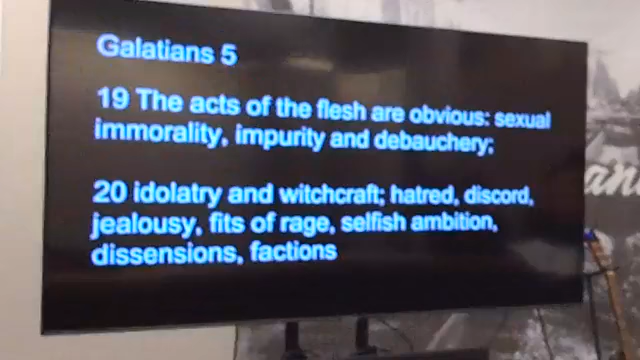 Galatians 5
19 The acts of the flesh are obvious: sexual
immorality, impurity and debauchery;
20 idolatry and witchcraft; hatred, discord,
jealousy, fits of rage, selfish ambition,
dissensions, factions